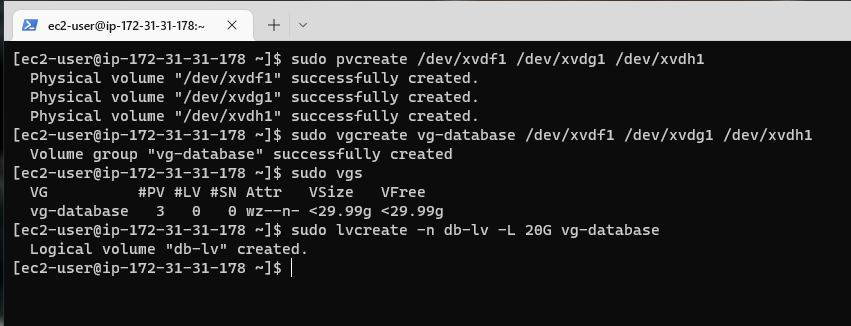 ec2-user@ip-172-31-31-178:~
[ec2-user@ip-172-31-31-178 ~]$ sudo pvcreate /dev/xvdf1 /dev/xvdg1 /dev/xvdh1
  Physical volume "/dev/xvdf1" successfully created.
  Physical volume "/dev/xvdg1" successfully created.
  Physical volume "/dev/xvdh1" successfully created.
[ec2-user@ip-172-31-31-178 ~]$ sudo vgcreate vg-database /dev/xvdf1 /dev/xvdg1 /dev/xvdh1
  Volume group "vg-database" successfully created
[ec2-user@ip-172-31-31-178 ~]$ sudo vgs
  VG          #PV #LV #SN Attr   VSize   VFree
  vg-database   3   0   0 wz--n- <29.99g <29.99g
[ec2-user@ip-172-31-31-178 ~]$ sudo lvcreate -n db-lv -L 20G vg-database
  Logical volume "db-lv" created.
[ec2-user@ip-172-31-31-178 ~]$